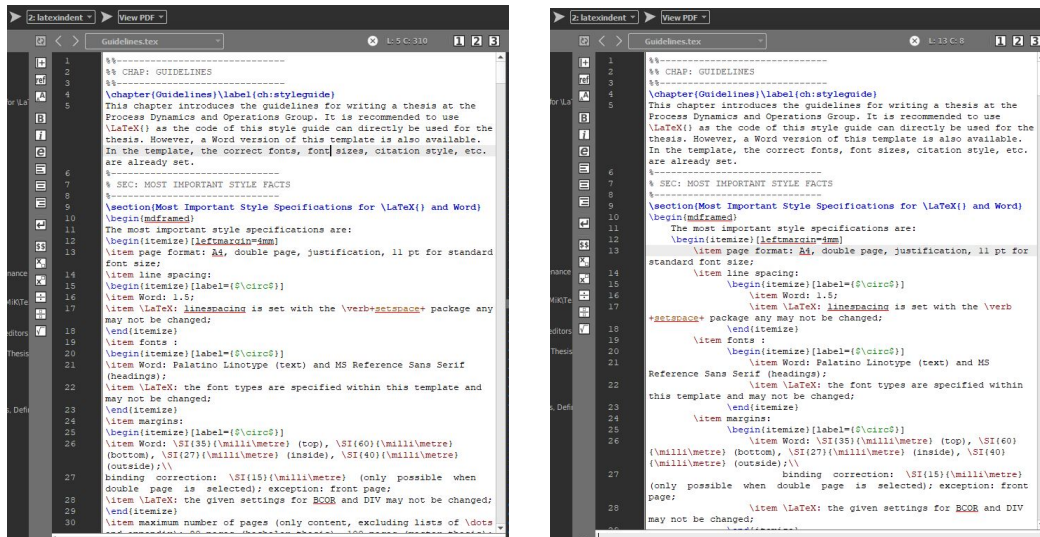 2: latexindent
View PDF
Guidelines.tex
L: 5 C: 310
1 2 3
1 %%------------------------------
2 %% CHAP: GUIDELINES
3 %%------------------------------
4 \chapter{Guidelines}\label{ch:styleguide}
5 This chapter introduces the guidelines for writing a thesis at the
Process Dynamics and Operations Group. It is recommended to use
\LaTeX{} as the code of this style guide can directly be used for the
thesis. However, a Word version of this template is also available.
In the template, the correct fonts, font sizes, citation style, etc.
are already set.
6 %------------------------------
7 % SEC: MOST IMPORTANT STYLE FACTS
8 %------------------------------
9 \section{Most Important Style Specifications for \LaTeX{} and Word}
10 \begin{mdframed}
11 The most important style specifications are:
12 \begin{itemize}[leftmargin=4mm]
13 \item page format: A4, double page, justification, 11 pt for standard
font size;
14 \item line spacing:
15 \begin{itemize}[label={$\circ$}]
16 \item Word: 1.5;
17 \item \LaTeX: linespacing is set with the \verb+setspace+ package any
may not be changed;
18 \end{itemize}
19 \item fonts :
20 \begin{itemize}[label={$\circ$}]
21 \item Word: Palatino Linotype (text) and MS Reference Sans Serif
(headings);
22 \item \LaTeX: the font types are specified within this template and
may not be changed;
23 \end{itemize}
24 \item margins:
25 \begin{itemize}[label={$\circ$}]
26 \item Word: \SI{35}{\milli\metre} (top), \SI{60}{\milli\metre}
(bottom), \SI{27}{\milli\metre} (inside), \SI{40}{\milli\metre}
(outside);\\
27 binding correction: \SI{15}{\milli\metre} (only possible when
double page is selected); exception: front page;
28 \item \LaTeX: the given settings for BCOR and DIV may not be changed;
29 \end{itemize}
30 \item maximum number of pages (only content, excluding lists of \dots
2: latexindent
View PDF
Guidelines.tex
L: 13 C: 8
1 2 3
1 %%------------------------------
2 %% CHAP: GUIDELINES
3 %%------------------------------
4 \chapter{Guidelines}\label{ch:styleguide}
5 This chapter introduces the guidelines for writing a thesis at the
Process Dynamics and Operations Group. It is recommended to use
\LaTeX{} as the code of this style guide can directly be used for the
thesis. However, a Word version of this template is also available.
In the template, the correct fonts, font sizes, citation style, etc.
are already set.
6 %------------------------------
7 % SEC: MOST IMPORTANT STYLE FACTS
8 %------------------------------
9 \section{Most Important Style Specifications for \LaTeX{} and Word}
10 \begin{mdframed}
11 The most important style specifications are:
12 \begin{itemize}[leftmargin=4mm]
13 \item page format: A4, double page, justification, 11 pt for
standard font size;
14 \item line spacing:
15 \begin{itemize}[label={$\circ$}]
16 \item Word: 1.5;
17 \item \LaTeX: linespacing is set with the \verb
+setspace+ package any may not be changed;
18 \end{itemize}
19 \item fonts :
20 \begin{itemize}[label={$\circ$}]
21 \item Word: Palatino Linotype (text) and MS
Reference Sans Serif (headings);
22 \item \LaTeX: the font types are specified within
this template and may not be changed;
23 \end{itemize}
24 \item margins:
25 \begin{itemize}[label={$\circ$}]
26 \item Word: \SI{35}{\milli\metre} (top), \SI{60}
{\milli\metre} (bottom), \SI{27}{\milli\metre} (inside), \SI{40}
{\milli\metre} (outside);\\
27 binding correction: \SI{15}{\milli\metre}
(only possible when double page is selected); exception: front
page;
28 \item \LaTeX: the given settings for BCOR and DIV
may not be changed;